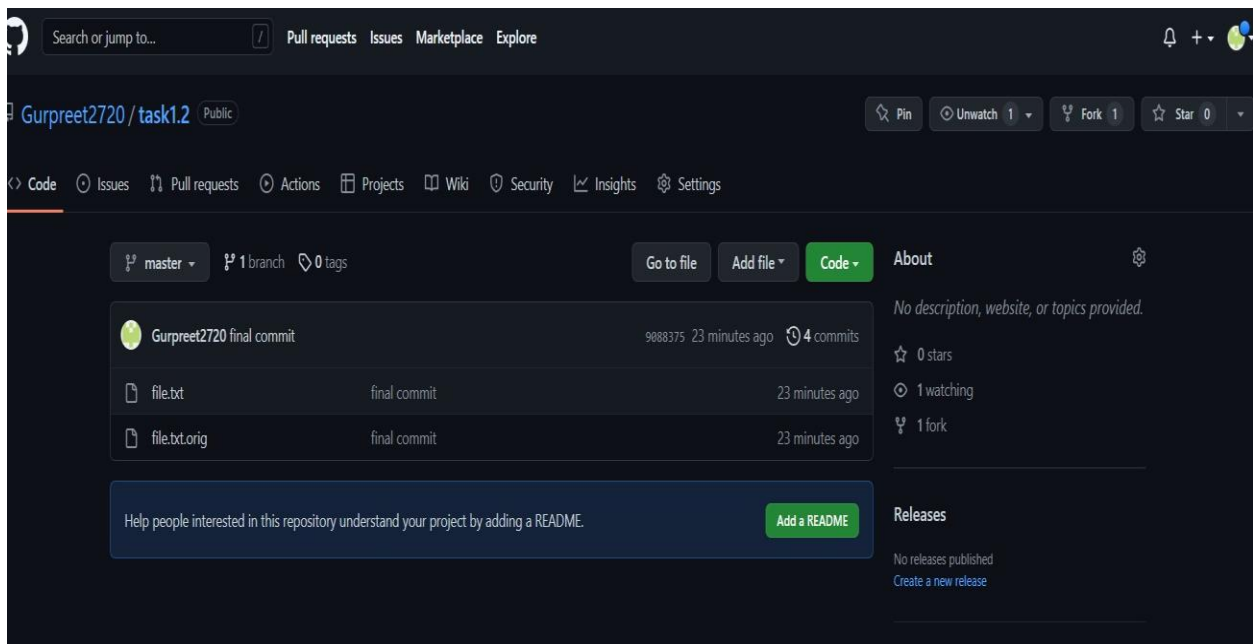 Search or jump to... / Pull requests Issues Marketplace Explore
Gurpreet2720 / task1.2 Public Pin Unwatch 1 Fork 1 Star 0
Code Issues Pull requests Actions Projects Wiki Security Insights Settings
master 1 branch 0 tags Go to file Add file Code
Gurpreet2720 final commit 9088375 23 minutes ago 4 commits
file.txt final commit 23 minutes ago
file.txt.orig final commit 23 minutes ago
Help people interested in this repository understand your project by adding a README. Add a README
About
No description, website, or topics provided.
0 stars
1 watching
1 fork
Releases
No releases published
Create a new release